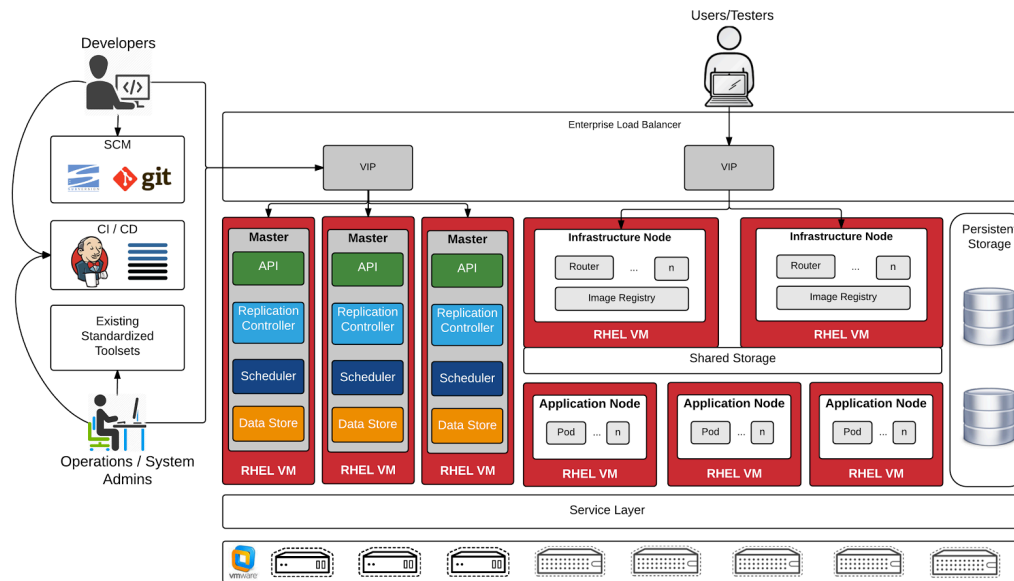 Users/Testers
Developers
</>
Enterprise Load Balancer
SCM
SUBVERSION
git
VIP
VIP
CI / CD
Existing
Standardized
Toolsets
Operations / System
Admins
Master
API
Replication
Controller
Scheduler
Data Store
RHEL VM
Master
API
Replication
Controller
Scheduler
Data Store
RHEL VM
Master
API
Replication
Controller
Scheduler
Data Store
RHEL VM
Infrastructure Node
Router ... n
Image Registry
RHEL VM
Infrastructure Node
Router ... n
Image Registry
RHEL VM
Persistent
Storage
Shared Storage
Application Node
Pod ... n
RHEL VM
Application Node
Pod ... n
RHEL VM
Application Node
Pod ... n
RHEL VM
Service Layer
vmware